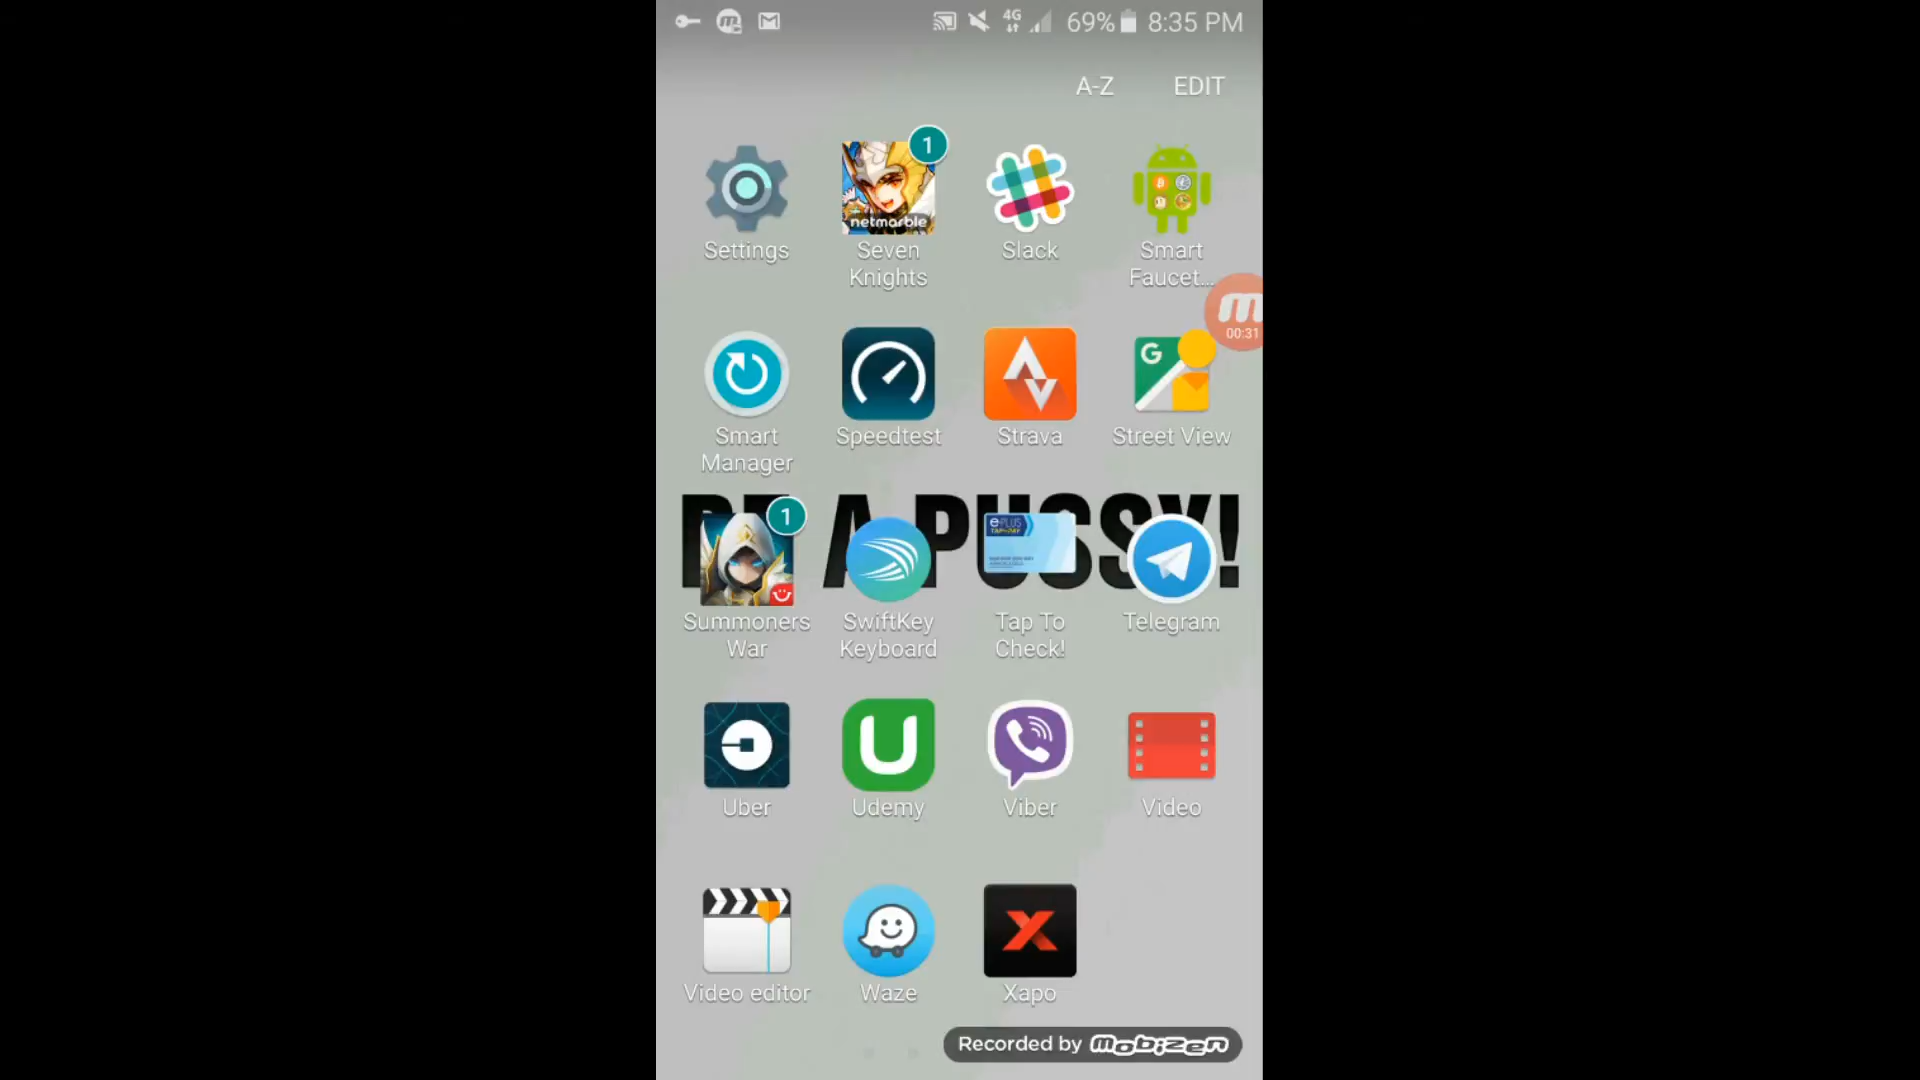 4G 69% 8:35 PM
A-Z EDIT
1
netmarble
Settings Seven Knights Slack Smart Faucet...
G
00:31
Smart Manager Speedtest Strava Street View
A PUSSY!
1
e-PLUS
Summoners War SwiftKey Keyboard Tap To Check! Telegram
U
Uber Udemy Viber Video
X
Video editor Waze Xapo
Recorded by mobizen